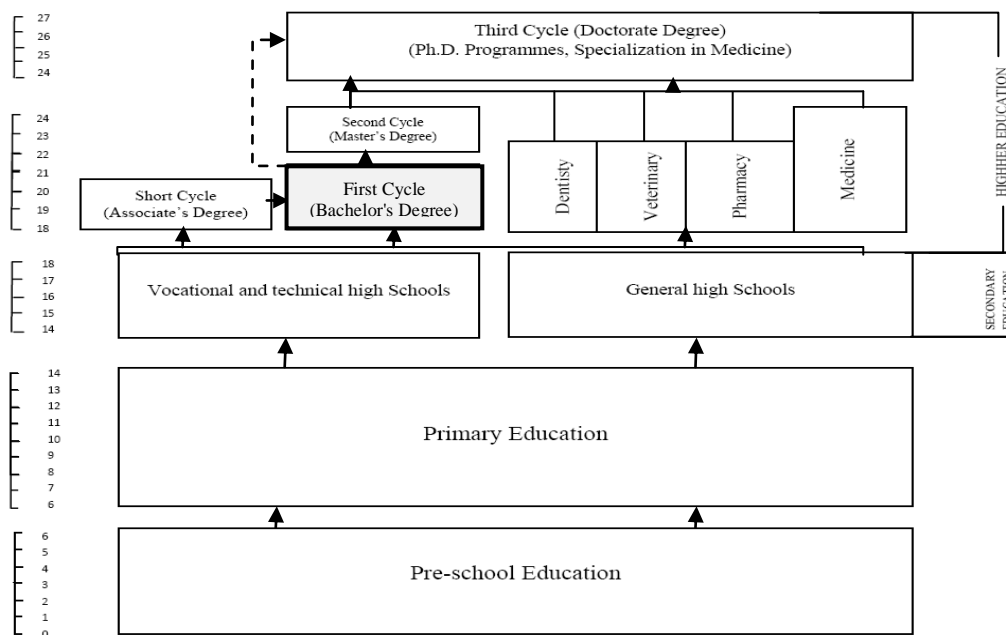 27
26
25
24
Third Cycle (Doctorate Degree)
(Ph.D. Programmes, Specialization in Medicine)
HIGHHER EDUCATION
24
23
22
21
20
19
18
Second Cycle
(Master's Degree)
Short Cycle
(Associate's Degree)
First Cycle
(Bachelor's Degree)
Dentisty
Veterinary
Pharmacy
Medicine
18
17
16
15
14
Vocational and technical high Schools
General high Schools
SECONDARY
EDUCATION
14
13
12
11
10
9
8
7
6
Primary Education
6
5
4
3
2
1
0
Pre-school Education